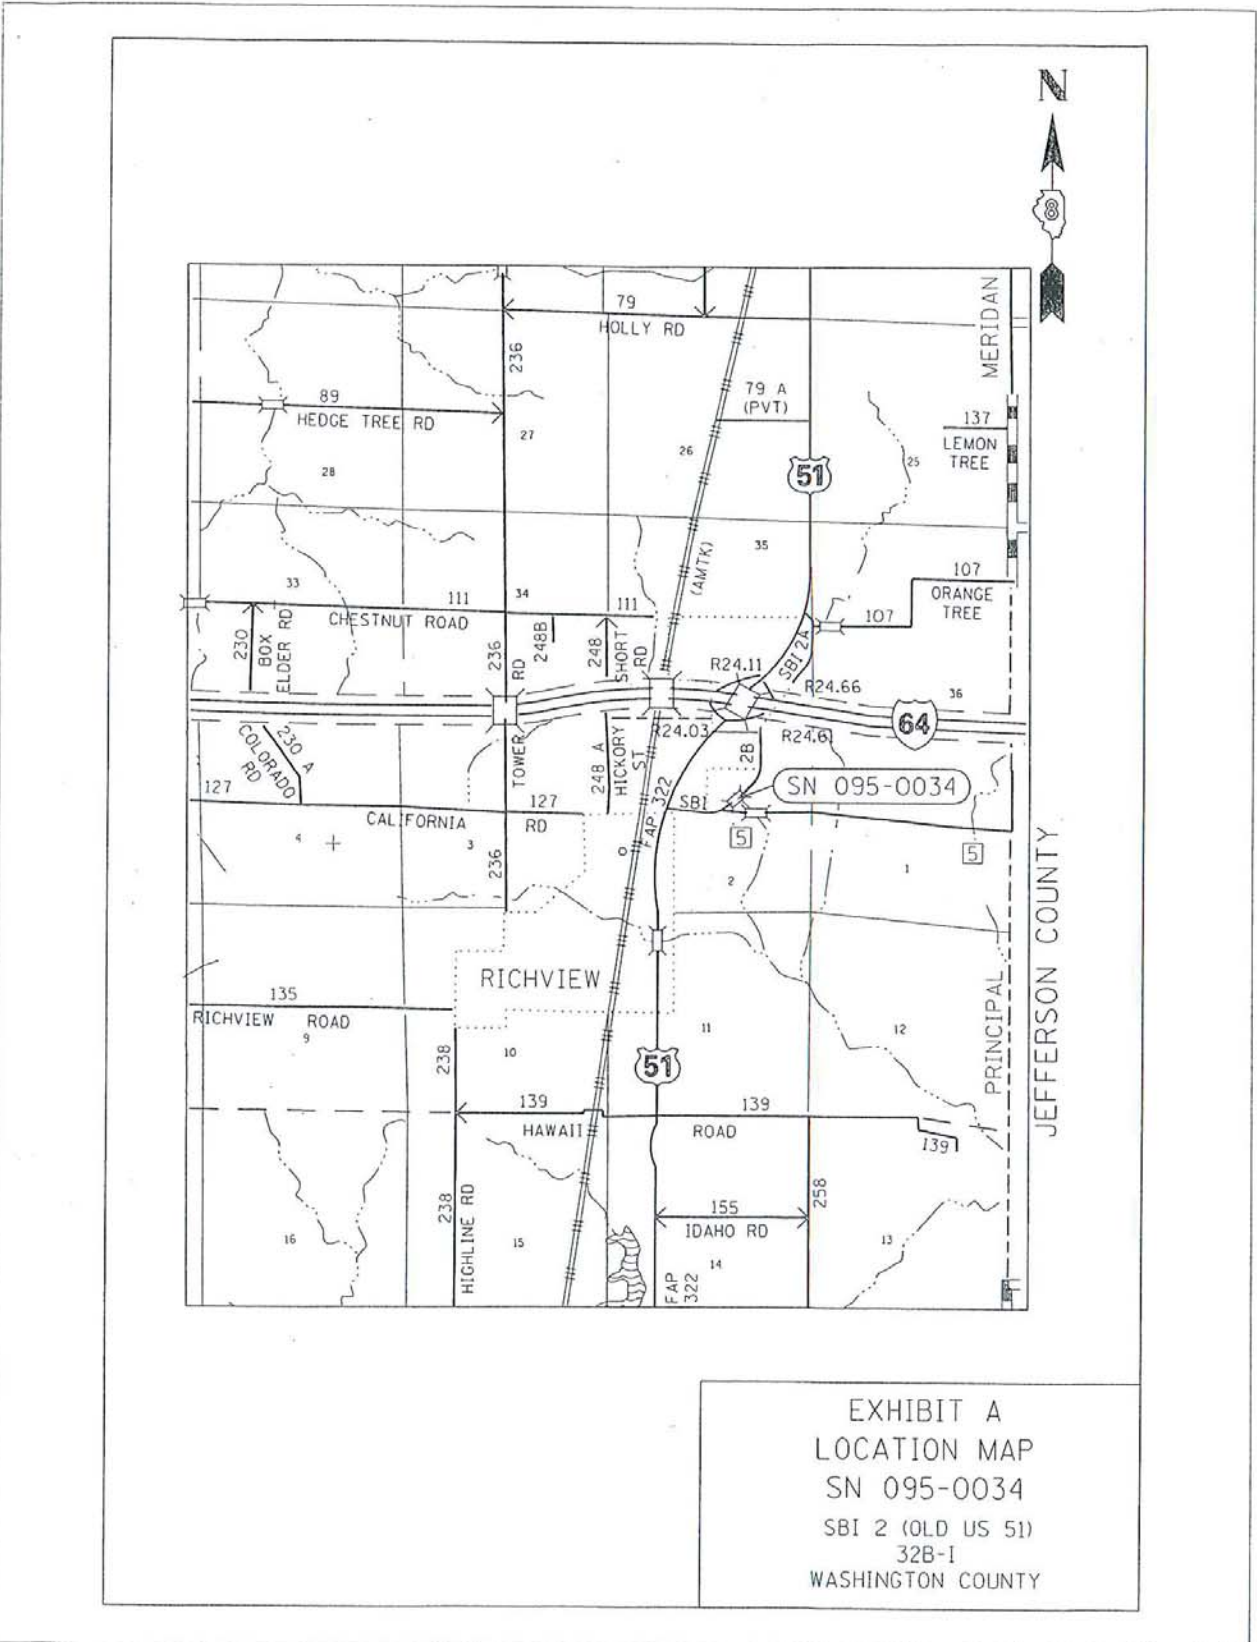 N
8
79
HOLLY RD
MERIDAN
236
79 A
(PVT)
89
HEDGE TREE RD
137
LEMON
TREE
27
26
25
28
51
35
(AMTK)
33
34
107
ORANGE
TREE
111
111
CHESTNUT ROAD
107
230
BOX
ELDER RD
236
RD
248B
248
SHORT
RD
SBI 2A
R24.11
R24.66
36
64
R24.03
R24.61
230 A
COLORADO
RD
TOWER
248 A
HICKORY
ST
2B
SN 095-0034
127
127
CALIFORNIA
RD
FAP 322
SBI
5
5
4
3
2
1
236
RICHVIEW
135
RICHVIEW ROAD
9
10
11
12
PRINCIPAL
JEFFERSON COUNTY
238
51
139
139
HAWAII
ROAD
139
238
HIGHLINE RD
155
IDAHO RD
258
16
15
14
13
FAP
322
EXHIBIT A
LOCATION MAP
SN 095-0034
SBI 2 (OLD US 51)
32B-I
WASHINGTON COUNTY